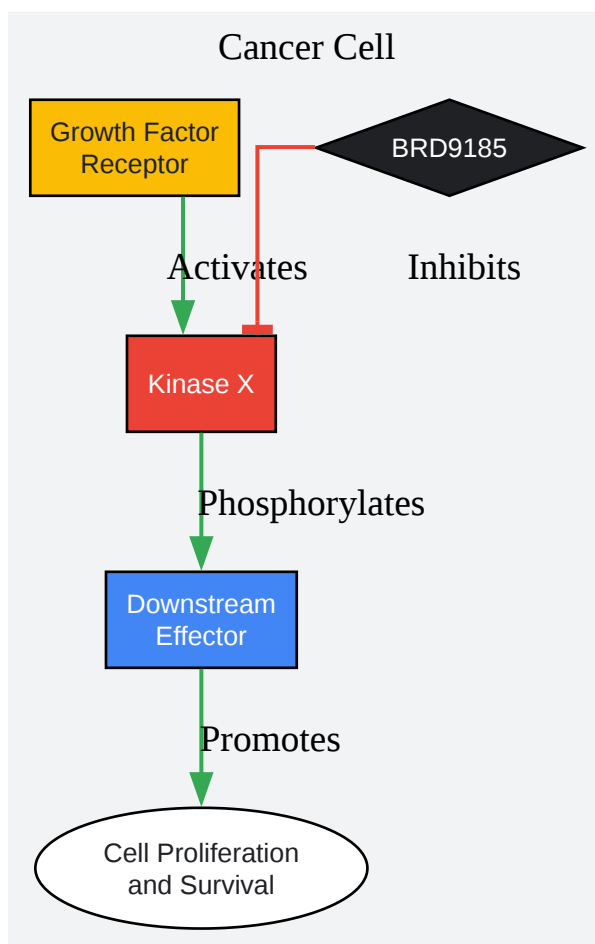 Cancer Cell
Growth Factor
Receptor
BRD9185
Activates
Inhibits
Kinase X
Phosphorylates
Downstream
Effector
Promotes
Cell Proliferation
and Survival